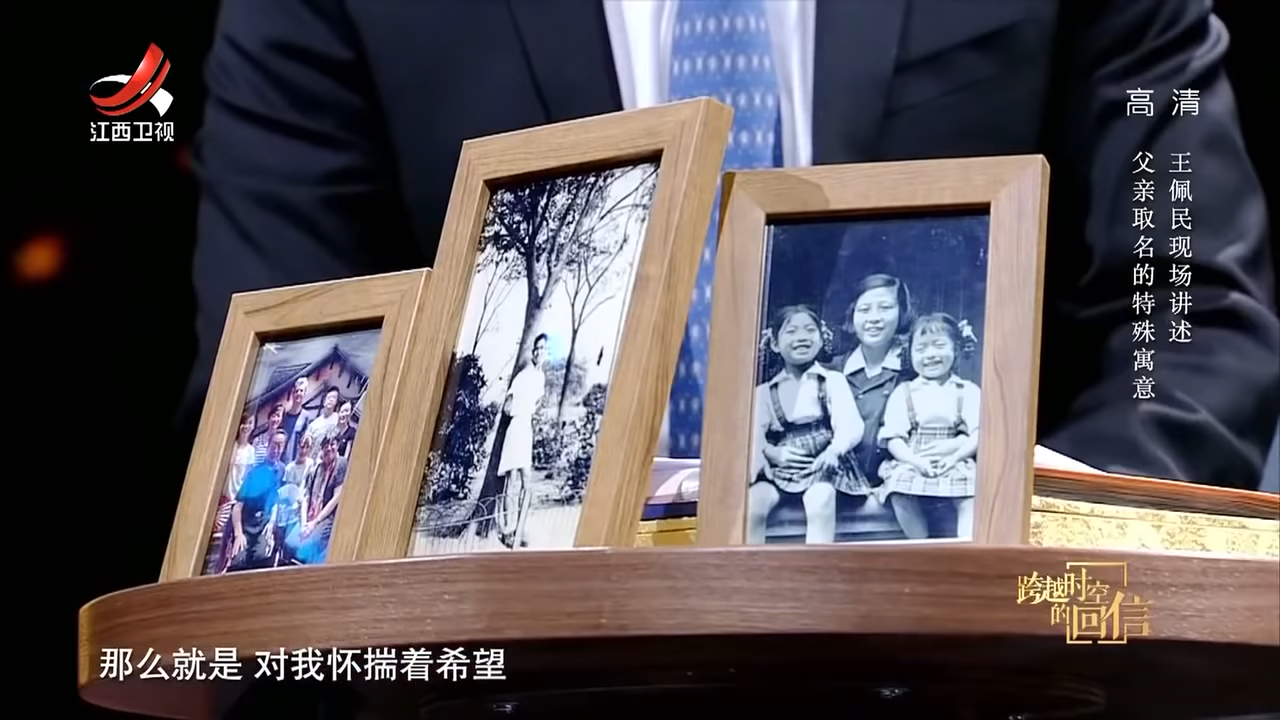 江西卫视
高清
王佩民现场讲述
父亲取名的特殊寓意
跨越时空
的回信
那么就是 对我怀揣着希望